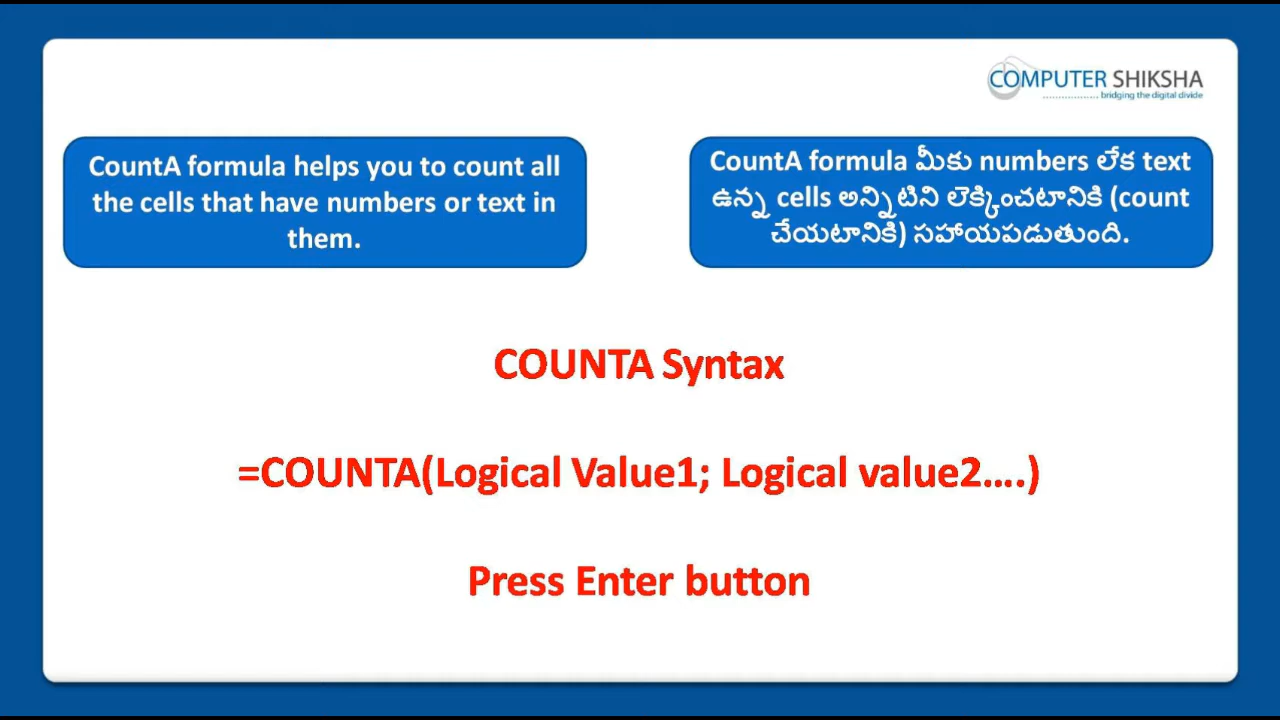 COMPUTER SHIKSHA
bridging the digital divide
CountA formula helps you to count all
the cells that have numbers or text in
them.
CountA formula మీకు numbers లేక text
ఉన్న cells అన్నిటిని లెక్కించటానికి (count
చేయటానికి) సహాయపడుతుంది.
COUNTA Syntax
=COUNTA(Logical Value1; Logical value2....)
Press Enter button